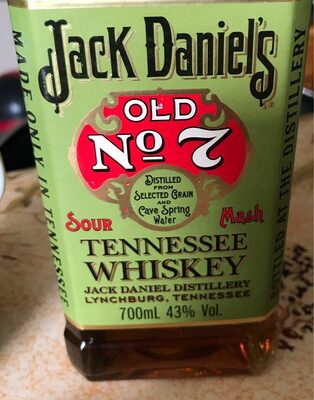 Jack Daniel's
OLD
No 7
DISTILLED
FROM
SELECTED GRAIN
AND
CAVE SPRING
WATER
Sour Mash
TENNESSEE
WHISKEY
JACK DANIEL DISTILLERY
LYNCHBURG, TENNESSEE
700mL 43% Vol.
MADE ONLY IN TENNESSEE
AT THE DISTILLERY